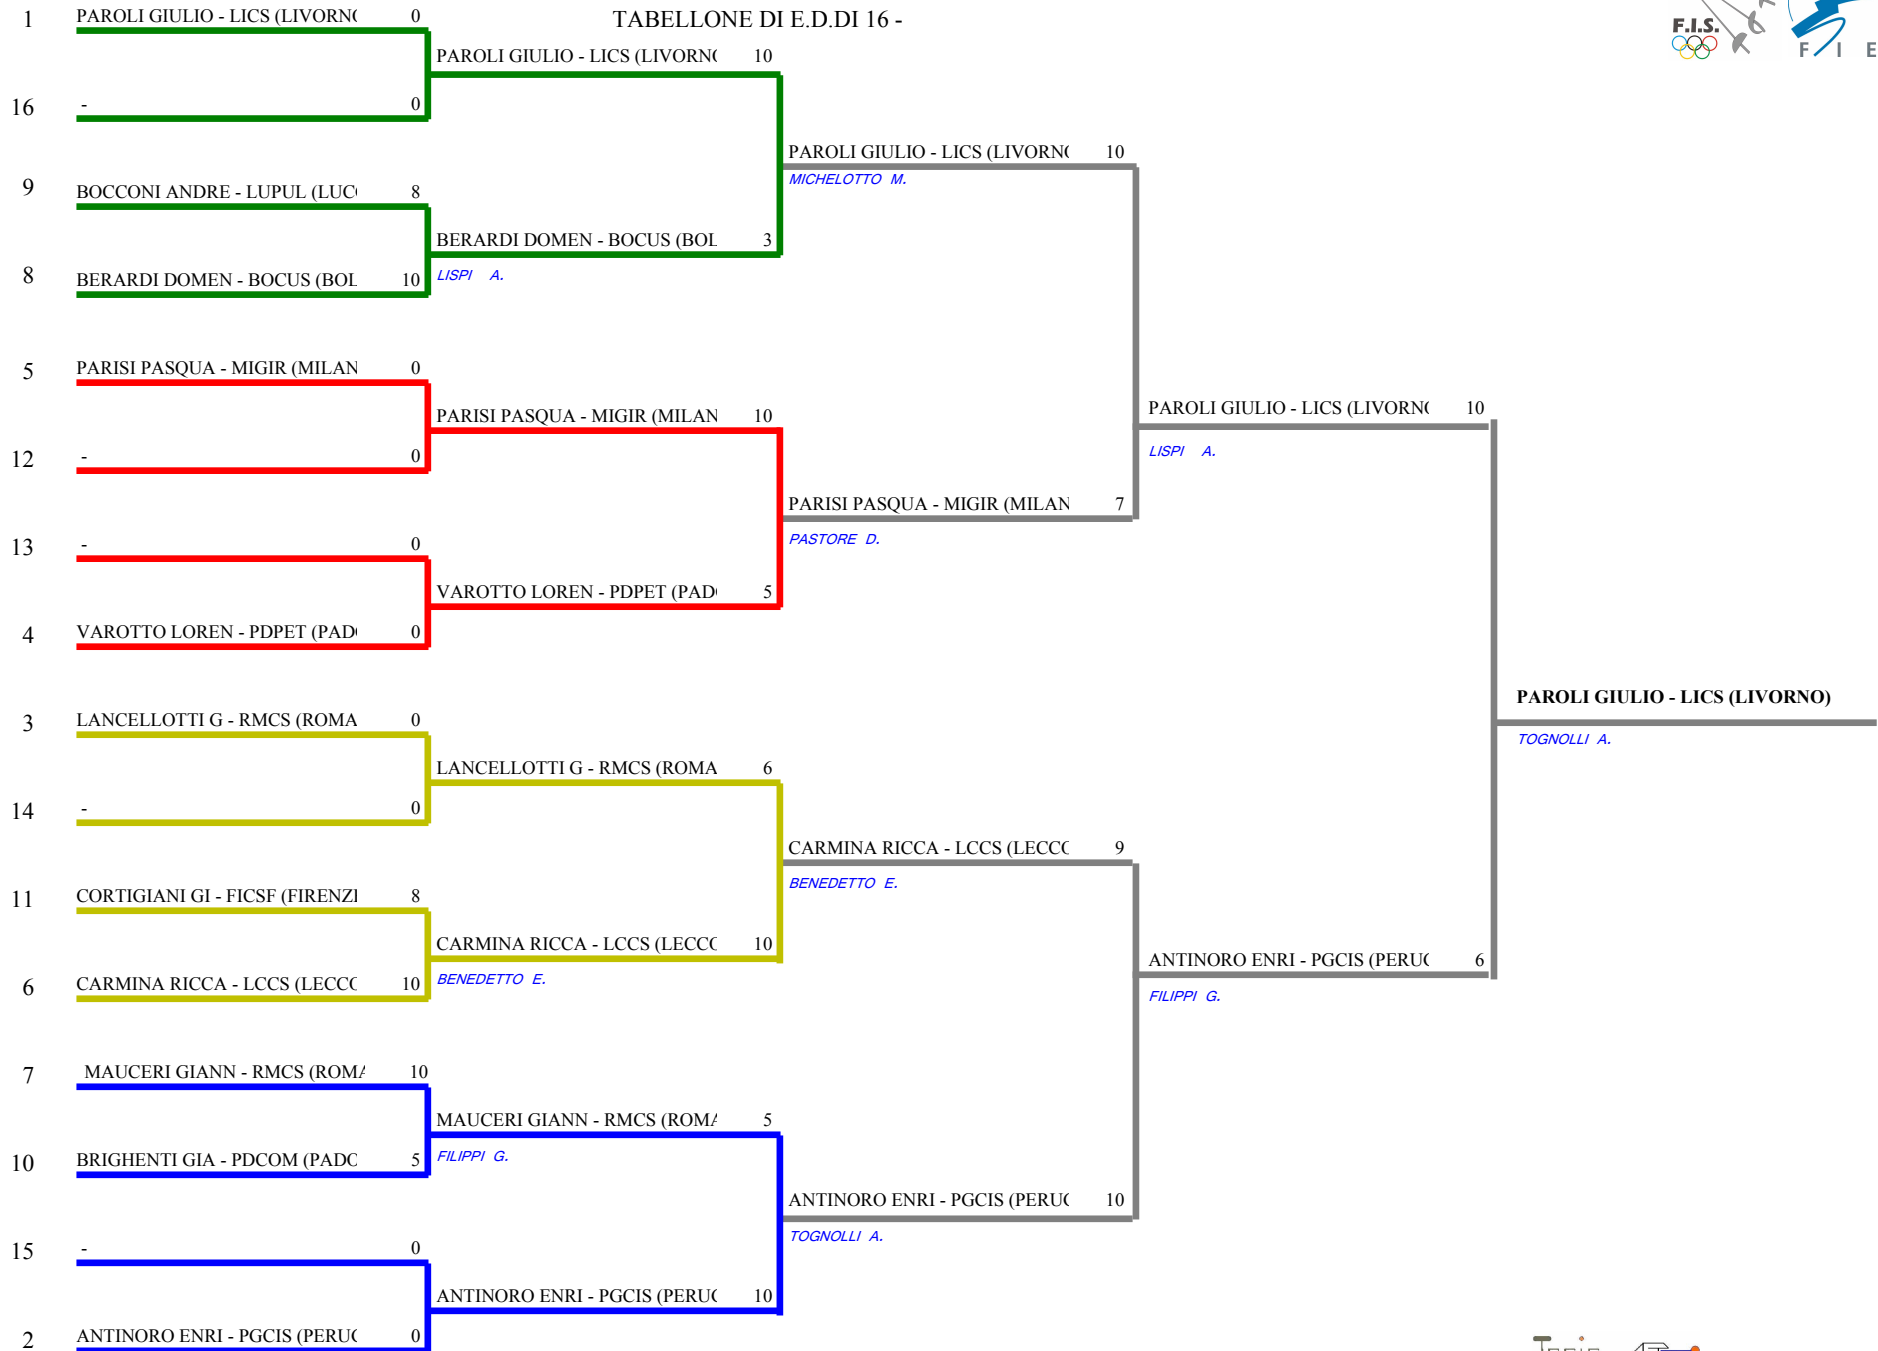 TABELLONE DI E.D.DI 16 -
F.I.S.
F I E
1 PAROLI GIULIO - LICS (LIVORN 0
PAROLI GIULIO - LICS (LIVORN 10
16 - 0
PAROLI GIULIO - LICS (LIVORN 10
MICHELOTTO M.
9 BOCCONI ANDRE - LUPUL (LUC 8
BERARDI DOMEN - BOCUS (BOL 3
LISPI A.
8 BERARDI DOMEN - BOCUS (BOL 10
5 PARISI PASQUA - MIGIR (MILAN 0
PARISI PASQUA - MIGIR (MILAN 10
PAROLI GIULIO - LICS (LIVORN 10
LISPI A.
12 - 0
PARISI PASQUA - MIGIR (MILAN 7
PASTORE D.
13 - 0
VAROTTO LOREN - PDPET (PAD 5
4 VAROTTO LOREN - PDPET (PAD 0
PAROLI GIULIO - LICS (LIVORNO)
TOGNOLLI A.
3 LANCELLOTTI G - RMCS (ROMA 0
LANCELLOTTI G - RMCS (ROMA 6
14 - 0
CARMINA RICCA - LCCS (LECC 9
BENEDETTO E.
11 CORTIGIANI GI - FICSF (FIRENZ 8
CARMINA RICCA - LCCS (LECC 10
BENEDETTO E.
ANTINORO ENRI - PGCIS (PERU 6
FILIPPI G.
6 CARMINA RICCA - LCCS (LECC 10
7 MAUCERI GIANN - RMCS (ROMA 10
MAUCERI GIANN - RMCS (ROMA 5
FILIPPI G.
10 BRIGHENTI GIA - PDCOM (PADO 5
ANTINORO ENRI - PGCIS (PERU 10
TOGNOLLI A.
15 - 0
ANTINORO ENRI - PGCIS (PERU 10
2 ANTINORO ENRI - PGCIS (PERU 0